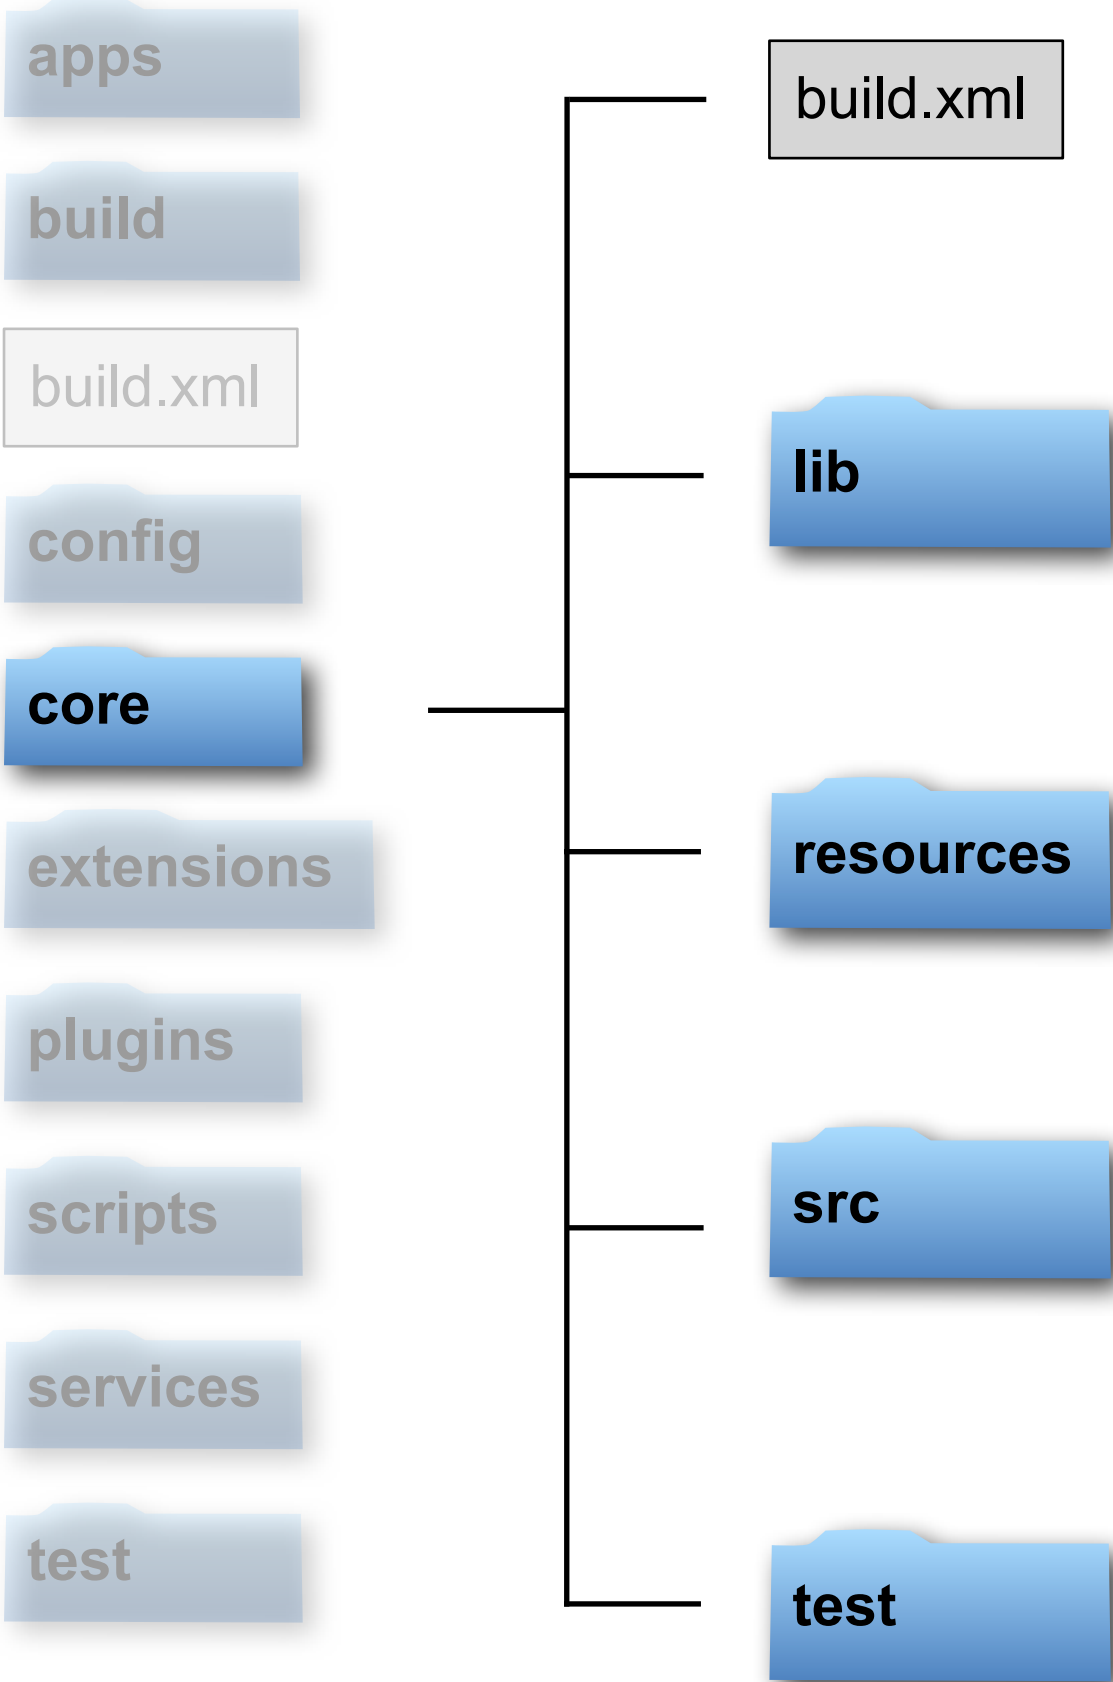 apps
build
build.xml
config
core
extensions
plugins
scripts
services
test
build.xml
lib
resources
src
test